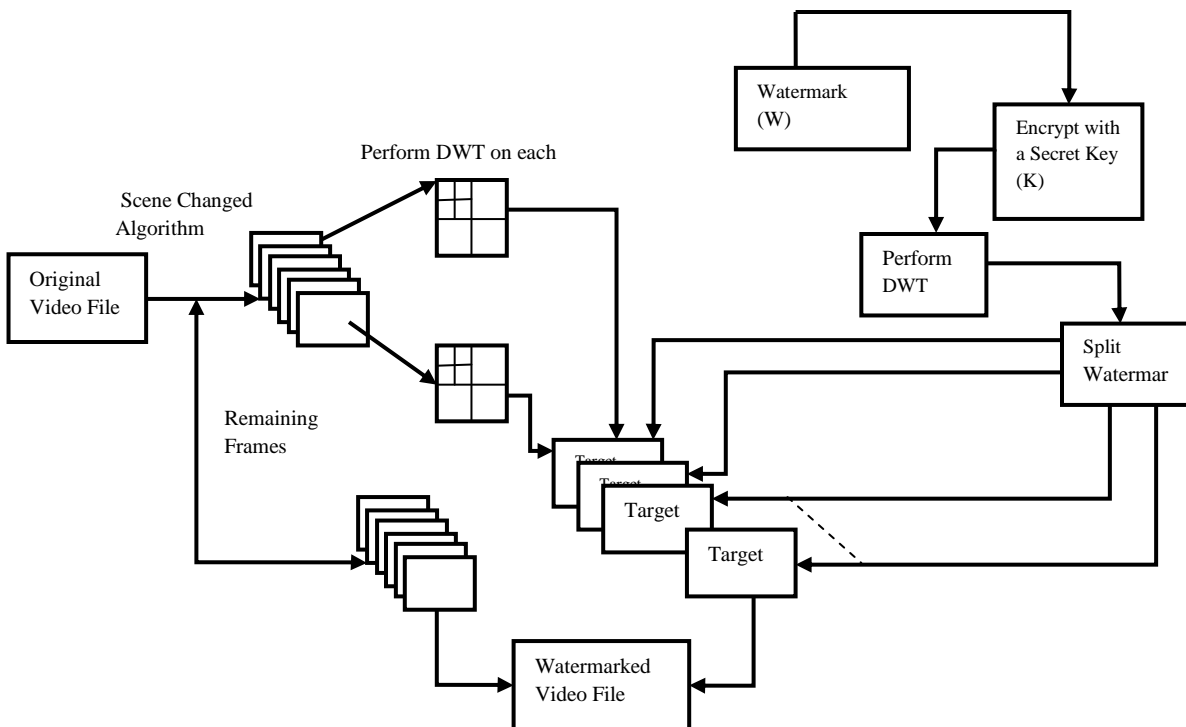 Watermark
(W)
Encrypt with
a Secret Key
(K)
Perform DWT on each
Scene Changed
Algorithm
Original
Video File
Perform
DWT
Split
Watermar
Remaining
Frames
Target
Target
Target
Target
Watermarked
Video File